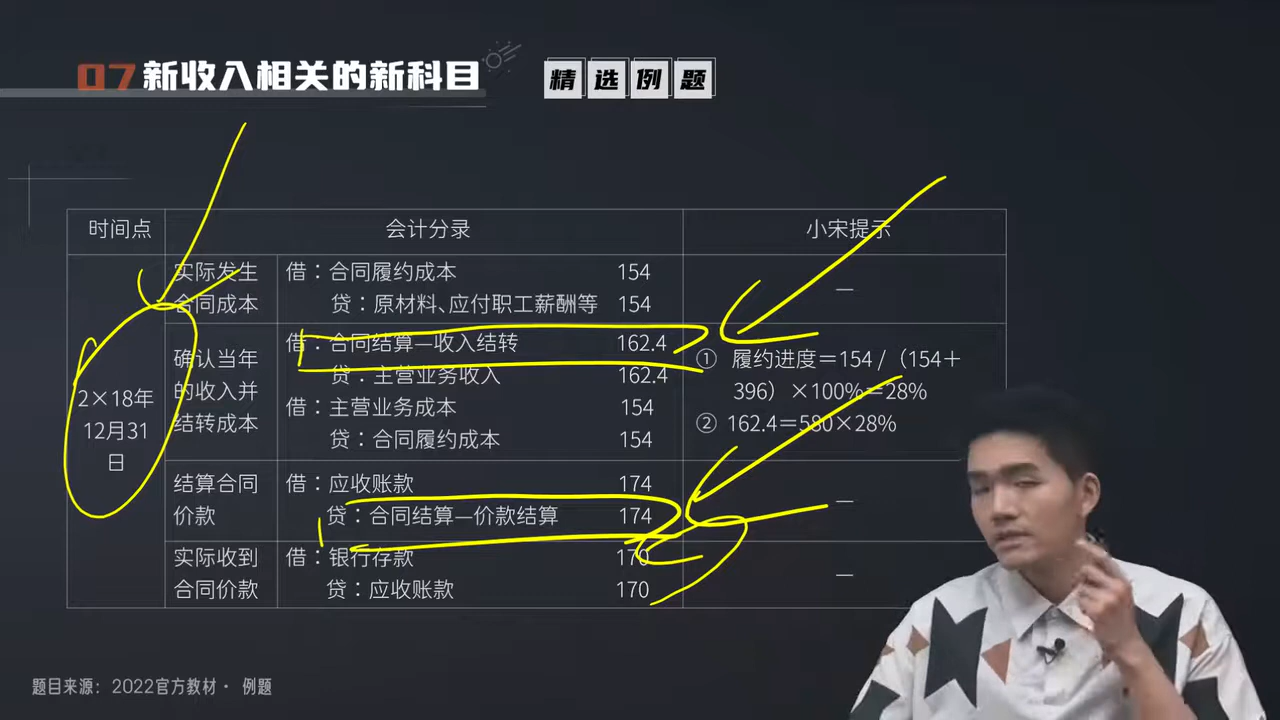 07 新收入相关的新科目
精选例题
时间点 会计分录 小宋提示
2×18年
12月31
日
实际发生
合同成本
借：合同履约成本 154
贷：原材料、应付职工薪酬等 154
—
确认当年
的收入并
结转成本
借：合同结算—收入结转 162.4
贷：主营业务收入 162.4
借：主营业务成本 154
贷：合同履约成本 154
① 履约进度＝154 /（154＋
396）×100%＝28%
② 162.4＝580×28%
结算合同
价款
借：应收账款 174
贷：合同结算—价款结算 174
—
实际收到
合同价款
借：银行存款 170
贷：应收账款 170
—
题目来源：2022官方教材· 例题